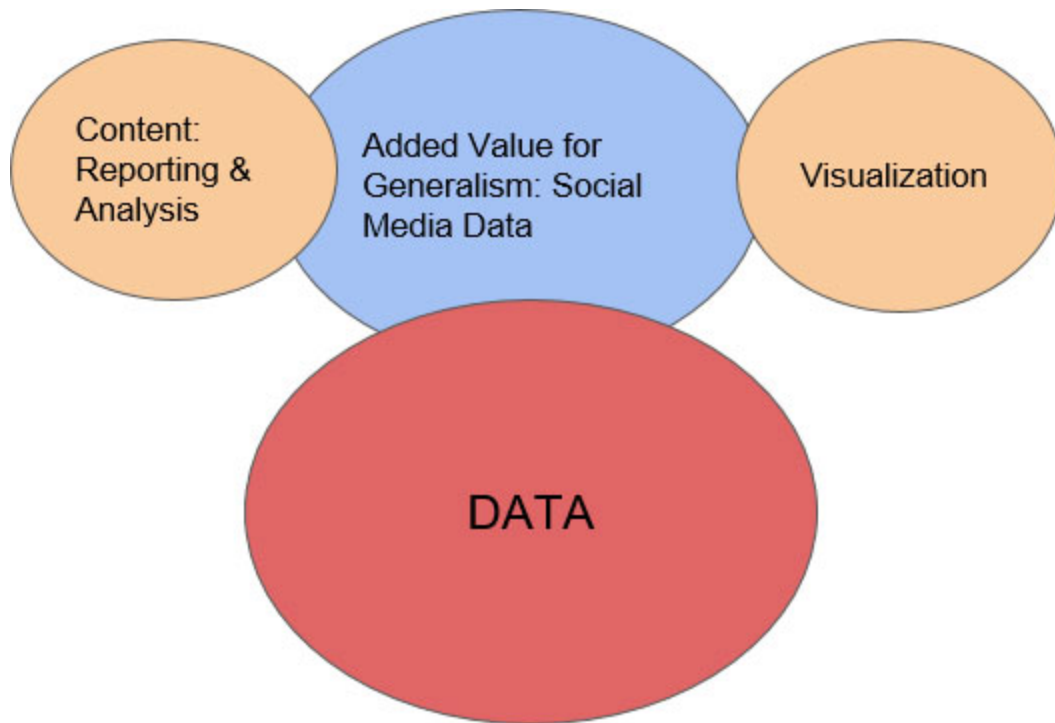 Content:
Reporting &
Analysis
Added Value for
Generalism: Social
Media Data
Visualization
DATA